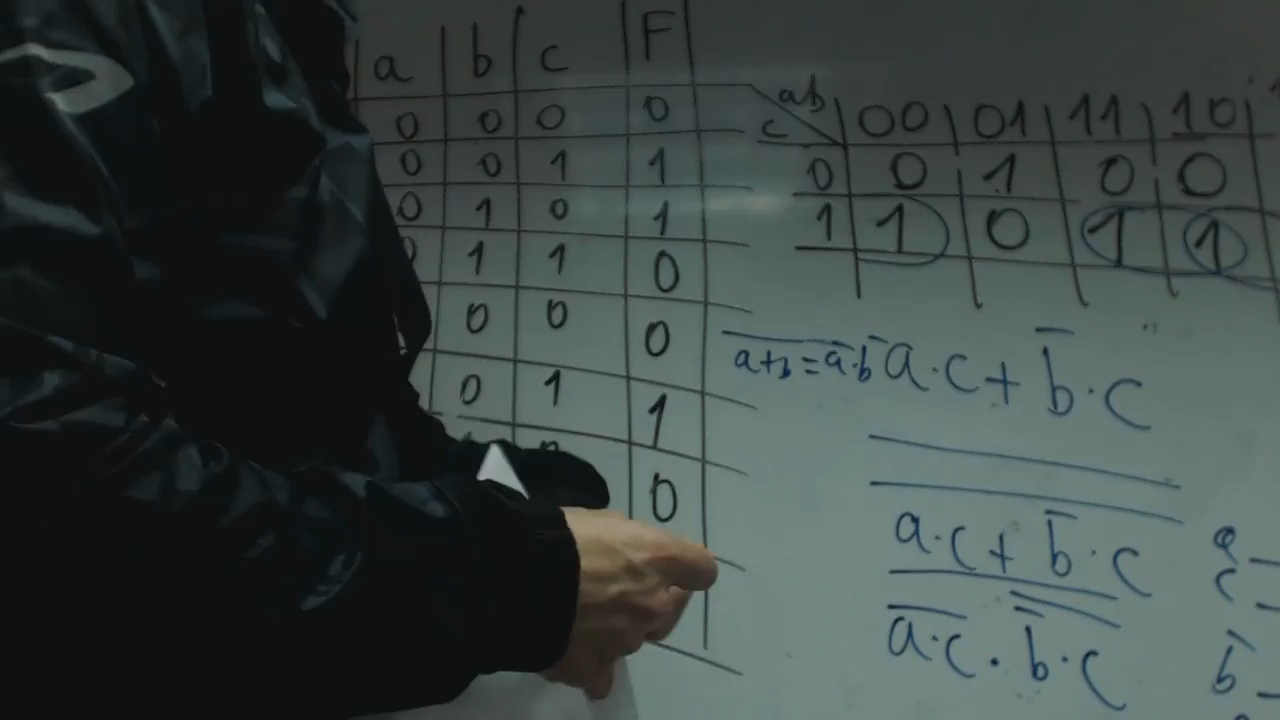 a b c F
0 0 0 0
0 0 1 1
0 1 0 1
0 1 1 0
0 0 0
0 1 1
0
ab 00 01 11 10
c
0 0 1 0 0
1 1 0 1 1
a+b̅ = a̅·b̅
a·c + b̅·c
a·c + b̅·c
a·c · b̅·c
a
c
b̅